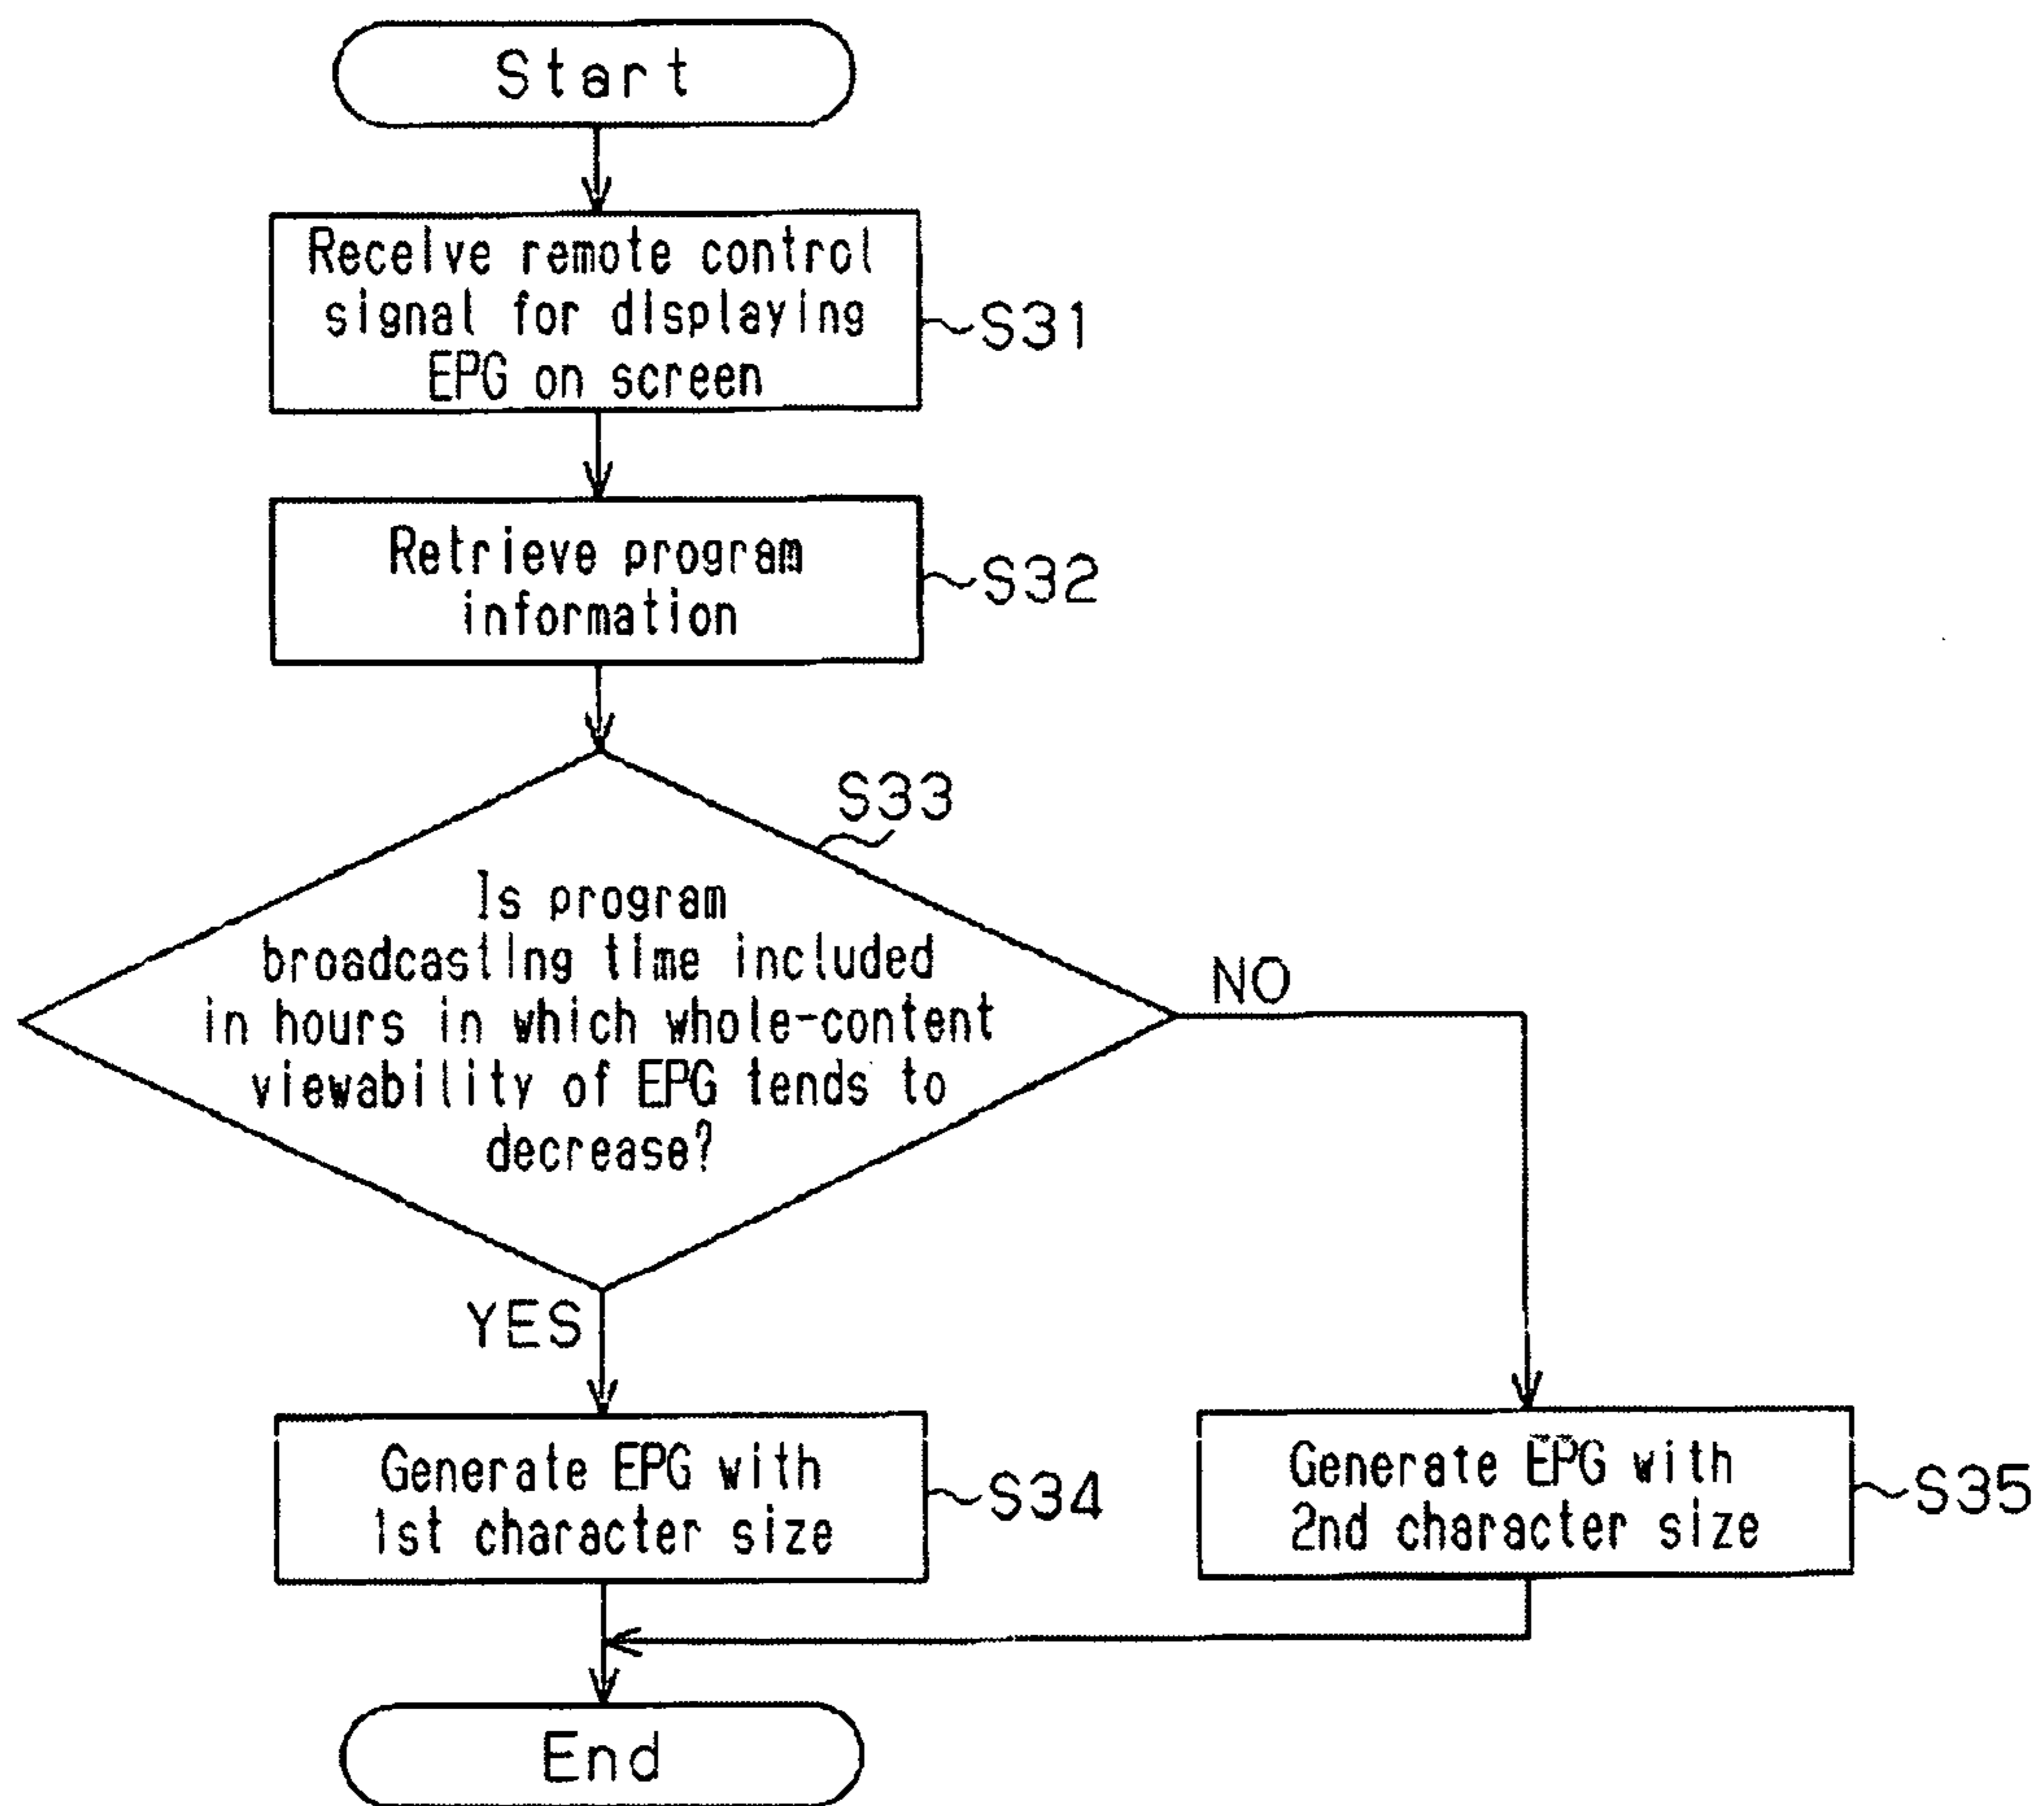 Start
Receive remote control
signal for displaying
EPG on screen
S31
Retrieve program
information
S32
S33
Is program
broadcasting time included
in hours in which whole-content
viewability of EPG tends to
decrease?
NO
YES
Generate EPG with
1st character size
S34
Generate EPG with
2nd character size
S35
End